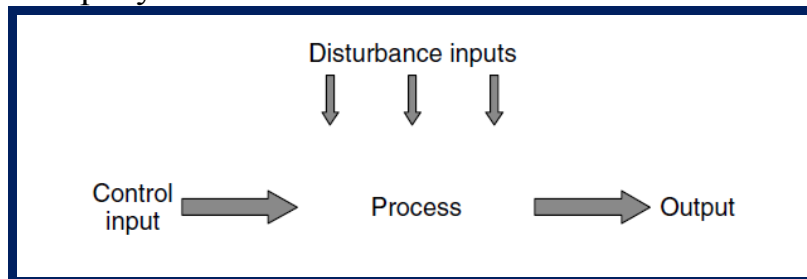 Disturbance inputs
Control
input
Process
Output